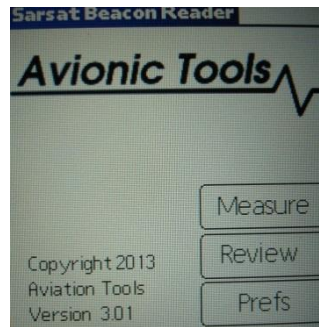 Sarsat Beacon Reader
Avionic Tools
Measure
Review
Prefs
Copyright 2013
Aviation Tools
Version 3.01